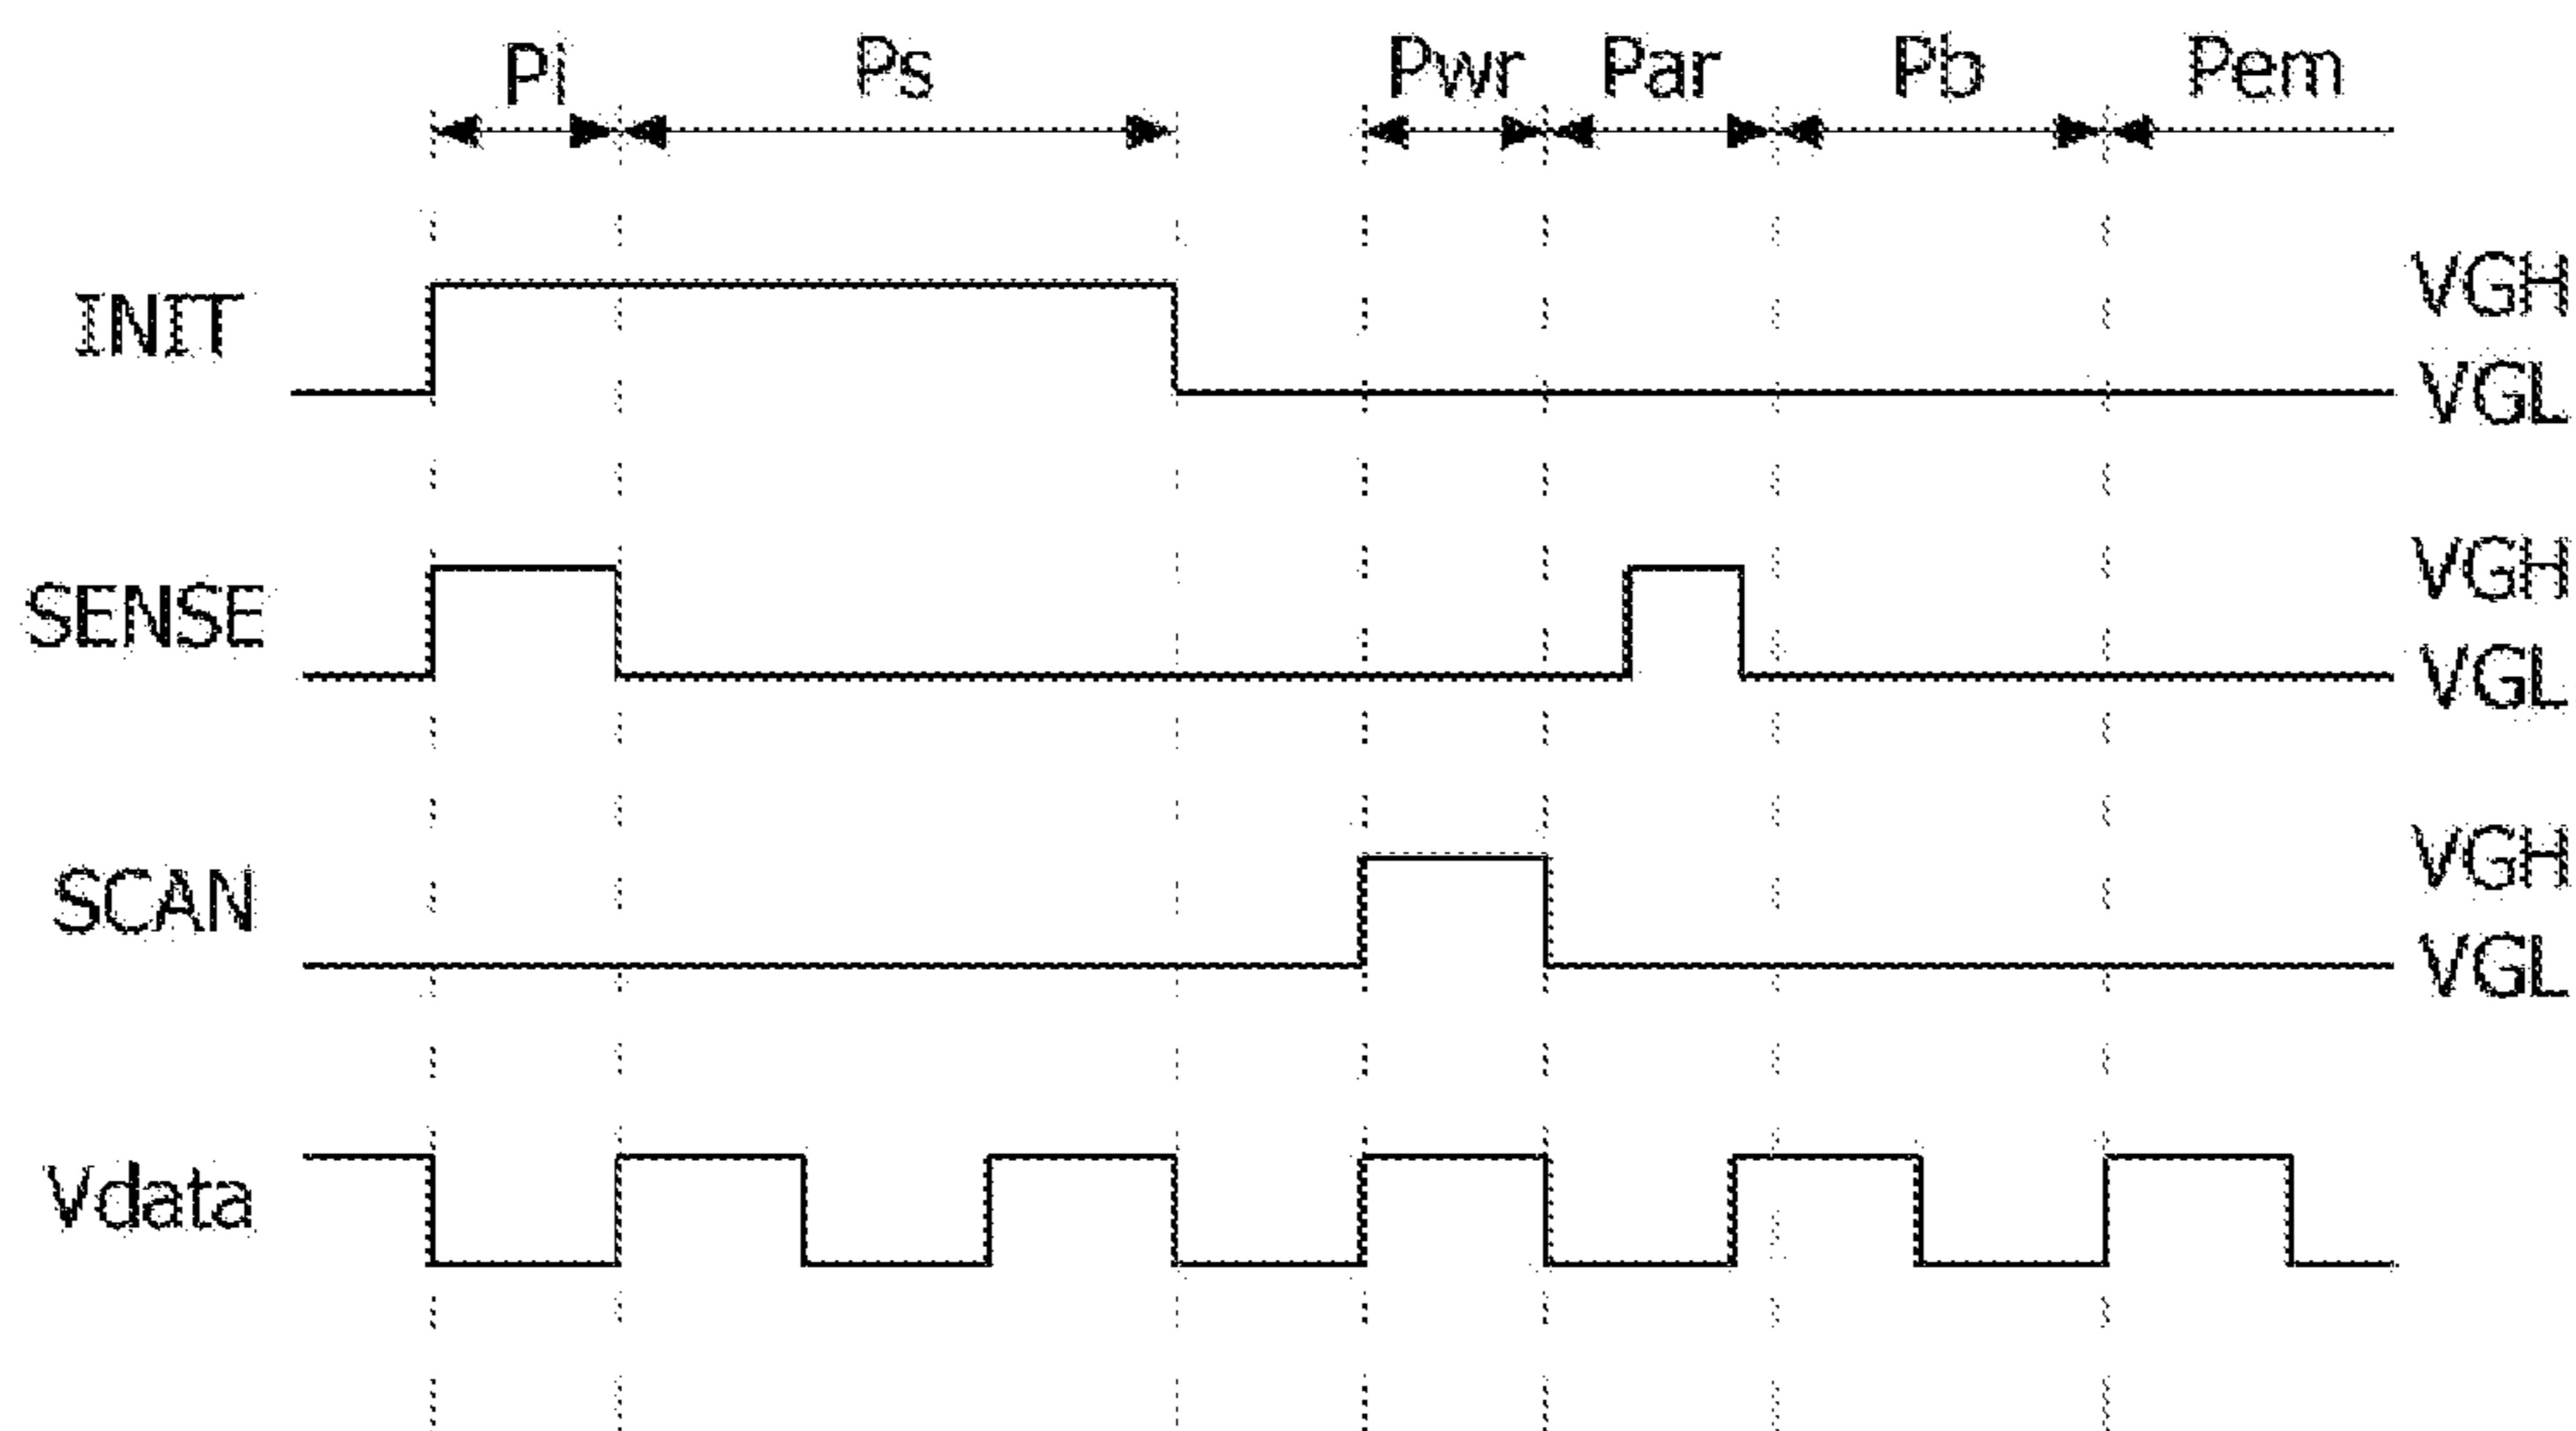 Pi Ps Pwr Par Pb Pem
INIT VGH
VGL
SENSE VGH
VGL
SCAN VGH
VGL
Vdata